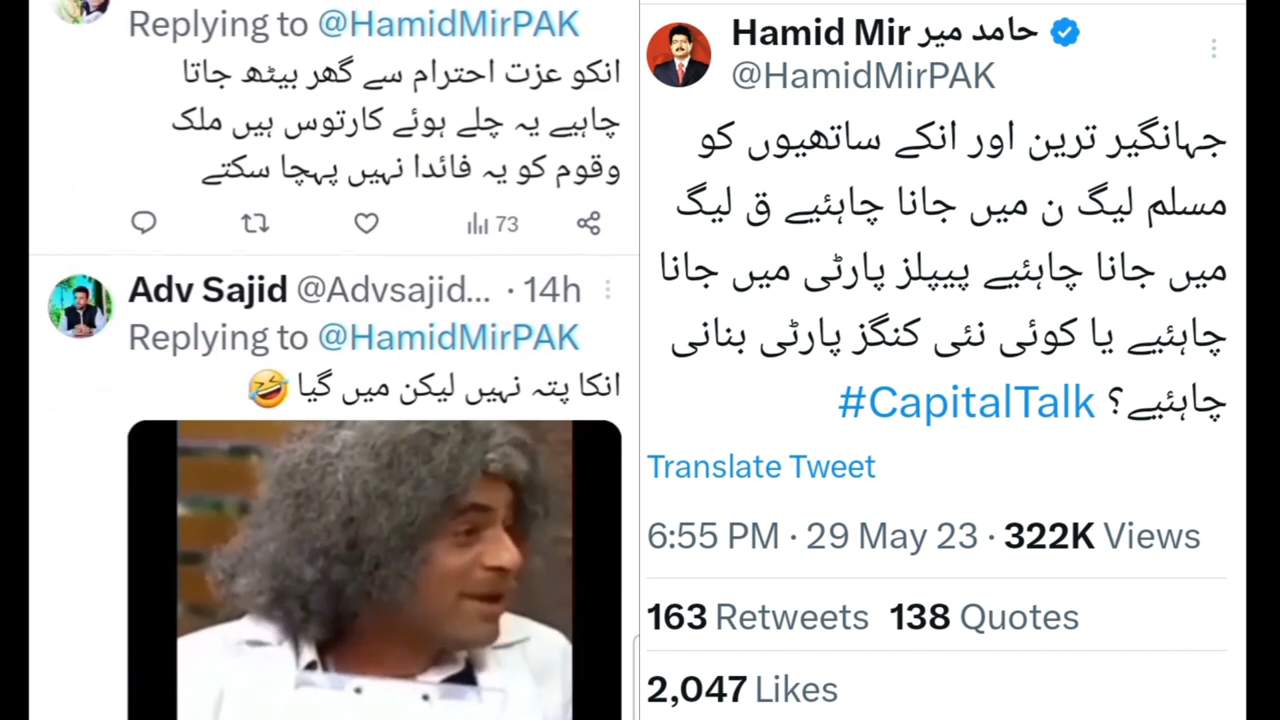 Replying to @HamidMirPAK
انکو عزت احترام سے گھر بیٹھ جاتا
چاہیے یہ چلے ہوئے کارتوس ہیں ملک
وقوم کو یہ فائدا نہیں پہچا سکتے
73
Adv Sajid @Advsajid... · 14h
Replying to @HamidMirPAK
انکا پتہ نہیں لیکن میں گیا 🤣
Hamid Mir حامد میر
@HamidMirPAK
جہانگیر ترین اور انکے ساتھیوں کو
مسلم لیگ ن میں جانا چاہئیے ق لیگ
میں جانا چاہئیے پیپلز پارٹی میں جانا
چاہئیے یا کوئی نئی کنگز پارٹی بنانی
چاہئیے؟ #CapitalTalk
Translate Tweet
6:55 PM · 29 May 23 · 322K Views
163 Retweets 138 Quotes
2,047 Likes